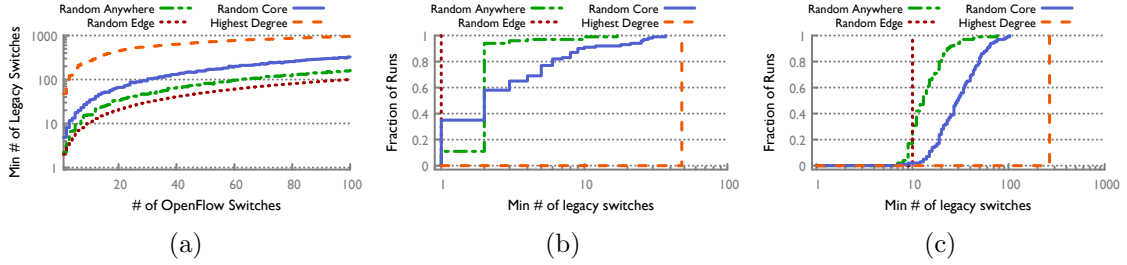 Random Anywhere
Random Core
Random Edge
Highest Degree
Min # of Legacy Switches
1000
100
10
1
20
40
60
80
100
# of OpenFlow Switches
(a)
Random Anywhere
Random Core
Random Edge
Highest Degree
Fraction of Runs
1
0.8
0.6
0.4
0.2
0
1
10
100
Min # of legacy switches
(b)
Random Anywhere
Random Core
Random Edge
Highest Degree
Fraction of Runs
1
0.8
0.6
0.4
0.2
0
1
10
100
1000
Min # of legacy switches
(c)